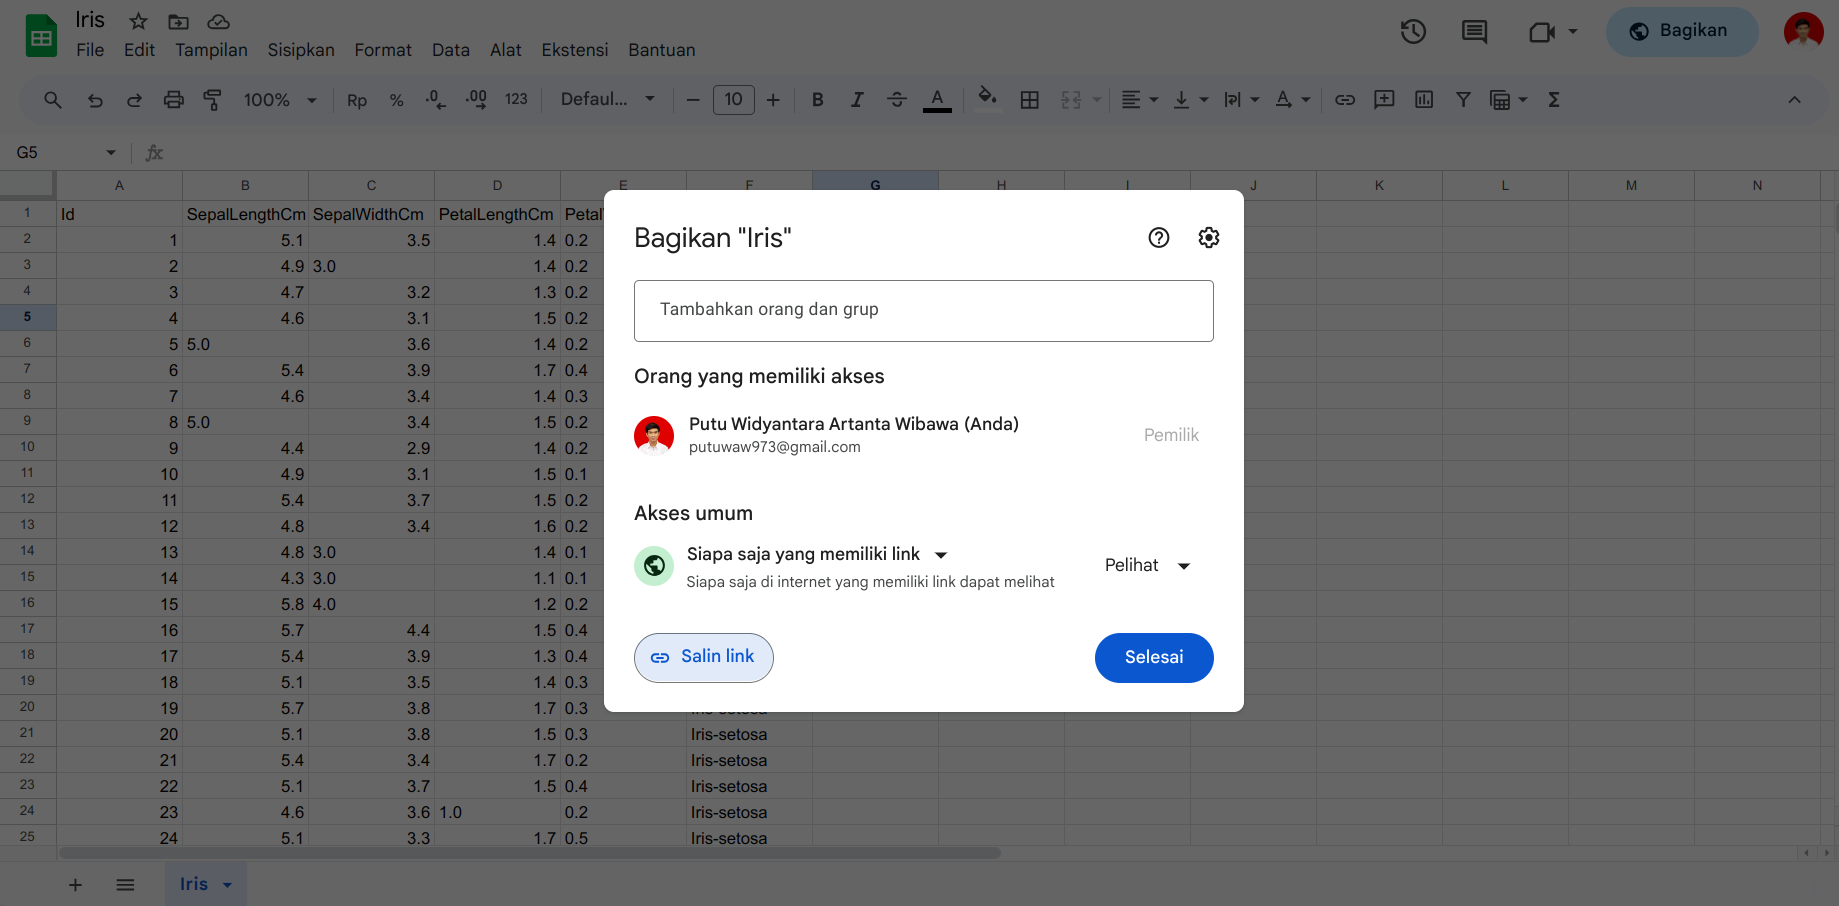 Iris
File Edit Tampilan Sisipkan Format Data Alat Ekstensi Bantuan
Bagikan
100% Rp % .0 .00 123 Defaul... 10 B I A A
G5 fx
A B C D E F G H I J K L M N
1 Id SepalLengthCm SepalWidthCm PetalLengthCm Petal
2 1 5.1 3.5 1.4 0.2
3 2 4.9 3.0 1.4 0.2
4 3 4.7 3.2 1.3 0.2
5 4 4.6 3.1 1.5 0.2
6 5 5.0 3.6 1.4 0.2
7 6 5.4 3.9 1.7 0.4
8 7 4.6 3.4 1.4 0.3
9 8 5.0 3.4 1.5 0.2
10 9 4.4 2.9 1.4 0.2
11 10 4.9 3.1 1.5 0.1
12 11 5.4 3.7 1.5 0.2
13 12 4.8 3.4 1.6 0.2
14 13 4.8 3.0 1.4 0.1
15 14 4.3 3.0 1.1 0.1
16 15 5.8 4.0 1.2 0.2
17 16 5.7 4.4 1.5 0.4
18 17 5.4 3.9 1.3 0.4
19 18 5.1 3.5 1.4 0.3
20 19 5.7 3.8 1.7 0.3 Iris-setosa
21 20 5.1 3.8 1.5 0.3 Iris-setosa
22 21 5.4 3.4 1.7 0.2 Iris-setosa
23 22 5.1 3.7 1.5 0.4 Iris-setosa
24 23 4.6 3.6 1.0 0.2 Iris-setosa
25 24 5.1 3.3 1.7 0.5 Iris-setosa
Bagikan "Iris"
Tambahkan orang dan grup
Orang yang memiliki akses
Putu Widyantara Artanta Wibawa (Anda)
putuwaw973@gmail.com
Pemilik
Akses umum
Siapa saja yang memiliki link
Siapa saja di internet yang memiliki link dapat melihat
Pelihat
Salin link
Selesai
Iris